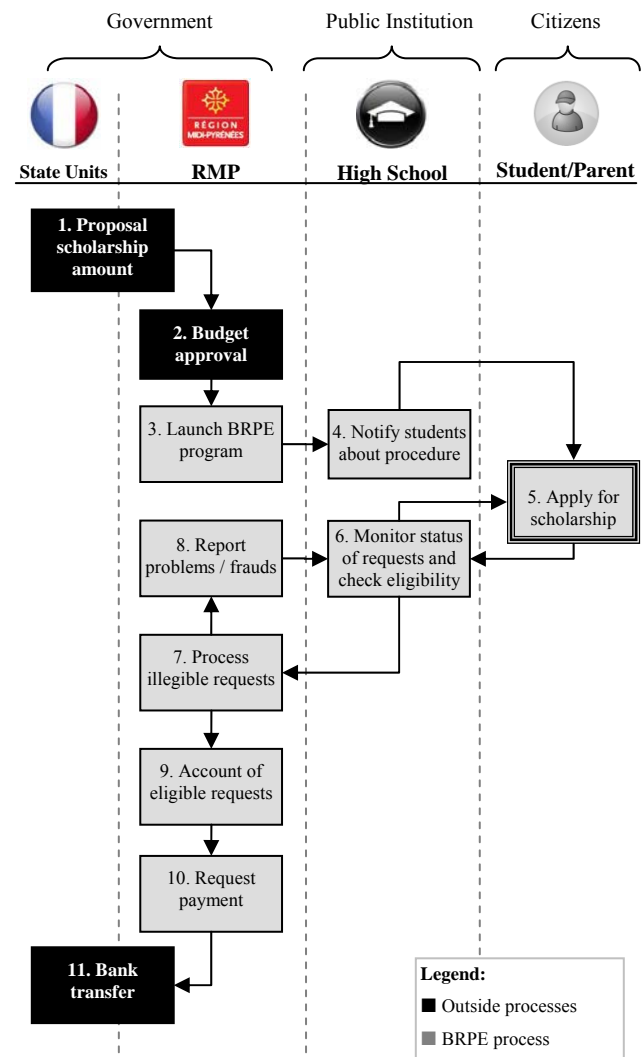 Government
Public Institution
Citizens
RÉGION
MIDI-PYRÉNÉES
State Units
RMP
High School
Student/Parent
1. Proposal
scholarship
amount
2. Budget
approval
3. Launch BRPE
program
4. Notify students
about procedure
5. Apply for
scholarship
8. Report
problems / frauds
6. Monitor status
of requests and
check eligibility
7. Process
illegible requests
9. Account of
eligible requests
10. Request
payment
11. Bank
transfer
Legend:
Outside processes
BRPE process